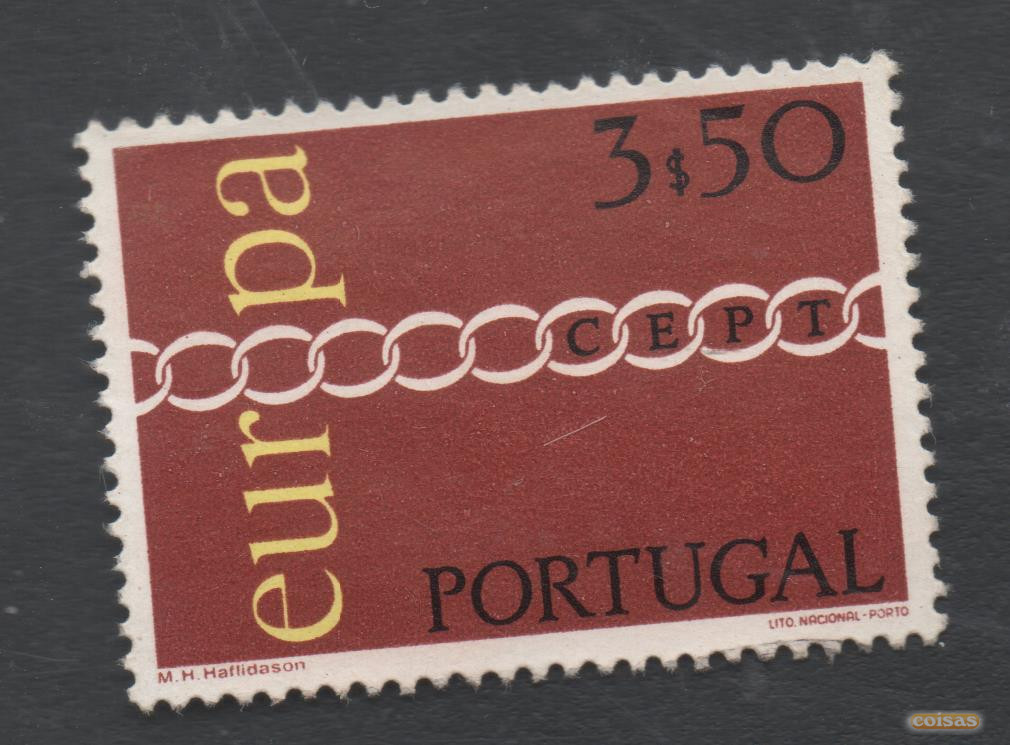 3$50
europa
CEPT
PORTUGAL
M.H.Haflidason
LITO. NACIONAL-PORTO
coisas